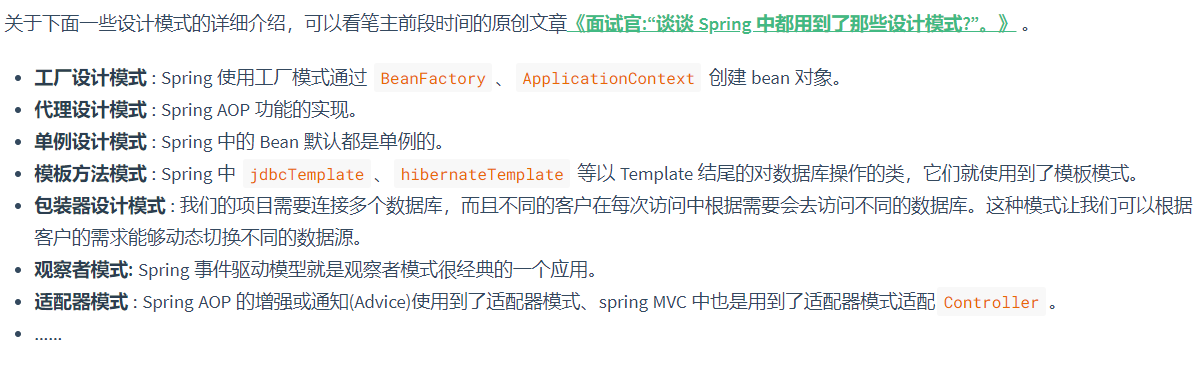 关于下面一些设计模式的详细介绍，可以看笔主前段时间的原创文章《面试官:“谈谈 Spring 中都用到了那些设计模式?”。》 。
• 工厂设计模式 : Spring 使用工厂模式通过 BeanFactory 、 ApplicationContext 创建 bean 对象。
• 代理设计模式 : Spring AOP 功能的实现。
• 单例设计模式 : Spring 中的 Bean 默认都是单例的。
• 模板方法模式 : Spring 中 jdbcTemplate 、 hibernateTemplate 等以 Template 结尾的对数据库操作的类，它们就使用到了模板模式。
• 包装器设计模式 : 我们的项目需要连接多个数据库，而且不同的客户在每次访问中根据需要会去访问不同的数据库。这种模式让我们可以根据
客户的需求能够动态切换不同的数据源。
• 观察者模式: Spring 事件驱动模型就是观察者模式很经典的一个应用。
• 适配器模式 : Spring AOP 的增强或通知(Advice)使用到了适配器模式、spring MVC 中也是用到了适配器模式适配 Controller 。
• ......